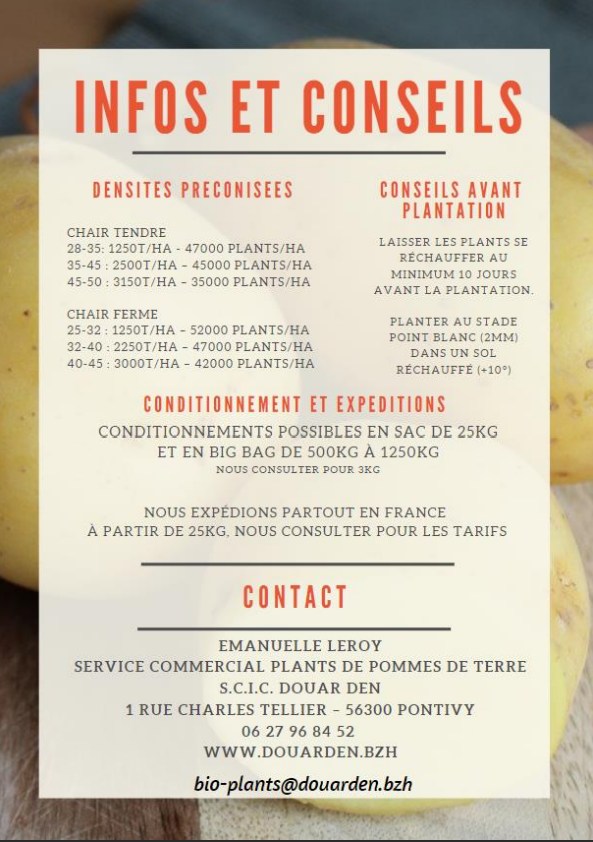 INFOS ET CONSEILS
DENSITES PRECONISEES
CHAIR TENDRE
28-35: 1250T/HA - 47000 PLANTS/HA
35-45 : 2500T/HA – 45000 PLANTS/HA
45-50 : 3150T/HA – 35000 PLANTS/HA
CHAIR FERME
25-32 : 1250T/HA – 52000 PLANTS/HA
32-40 : 2250T/HA – 47000 PLANTS/HA
40-45 : 3000T/HA – 42000 PLANTS/HA
CONSEILS AVANT
PLANTATION
LAISSER LES PLANTS SE
RÉCHAUFFER AU
MINIMUM 10 JOURS
AVANT LA PLANTATION.
PLANTER AU STADE
POINT BLANC (2MM)
DANS UN SOL
RÉCHAUFFÉ (+10°)
CONDITIONNEMENT ET EXPEDITIONS
CONDITIONNEMENTS POSSIBLES EN SAC DE 25KG
ET EN BIG BAG DE 500KG À 1250KG
NOUS CONSULTER POUR 3KG
NOUS EXPÉDIONS PARTOUT EN FRANCE
À PARTIR DE 25KG, NOUS CONSULTER POUR LES TARIFS
CONTACT
EMANUELLE LEROY
SERVICE COMMERCIAL PLANTS DE POMMES DE TERRE
S.C.I.C. DOUAR DEN
1 RUE CHARLES TELLIER – 56300 PONTIVY
06 27 96 84 52
WWW.DOUARDEN.BZH
bio-plants@douarden.bzh